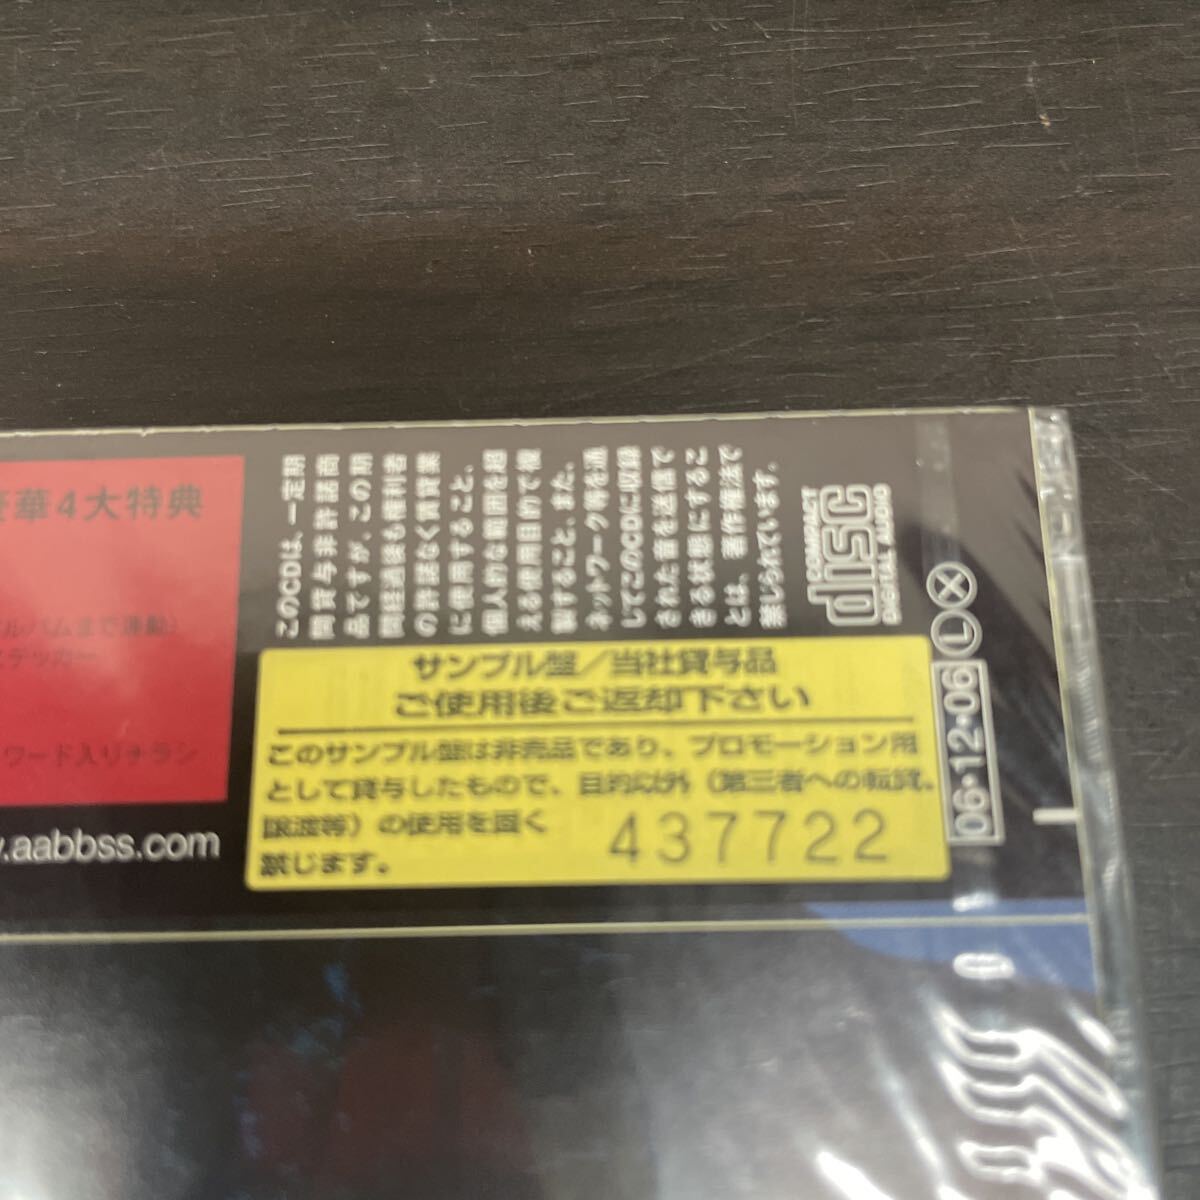 華4大特典
ルバムまで連動)
ステッカー
ワード入りチラシ
.aabbss.com
このCDは、一定期
間貸与非許諾商
品ですが、この期
間経過後も権利者
の許諾なく賃貸業
に使用すること、
個人的な範囲を超
える使用目的で複
製すること、また、
ネットワーク等を通
じてこのCDに収録
された音を送信で
きる状態にするこ
とは、著作権法で
禁じられています。
COMPACT
disc
DIGITAL AUDIO
サンプル盤/当社貸与品
ご使用後ご返却下さい
このサンプル盤は非売品であり、プロモーション用
として貸与したもので、目的以外(第三者への転貸、
譲渡等)の使用を固く
禁じます。
437722
Ⓧ Ⓛ 06・12・06